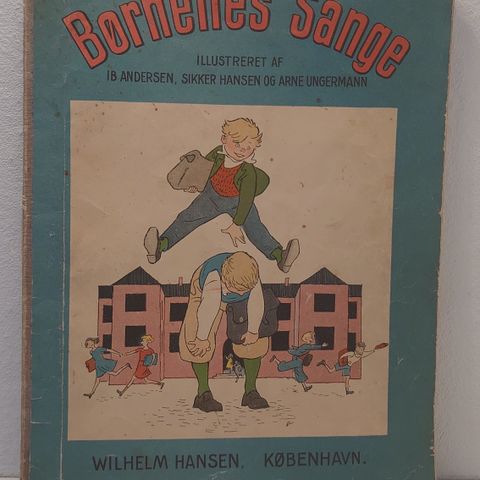 Børnenes Sange
ILLUSTRERET AF
IB ANDERSEN, SIKKER HANSEN OG ARNE UNGERMANN
WILHELM HANSEN, KØBENHAVN.